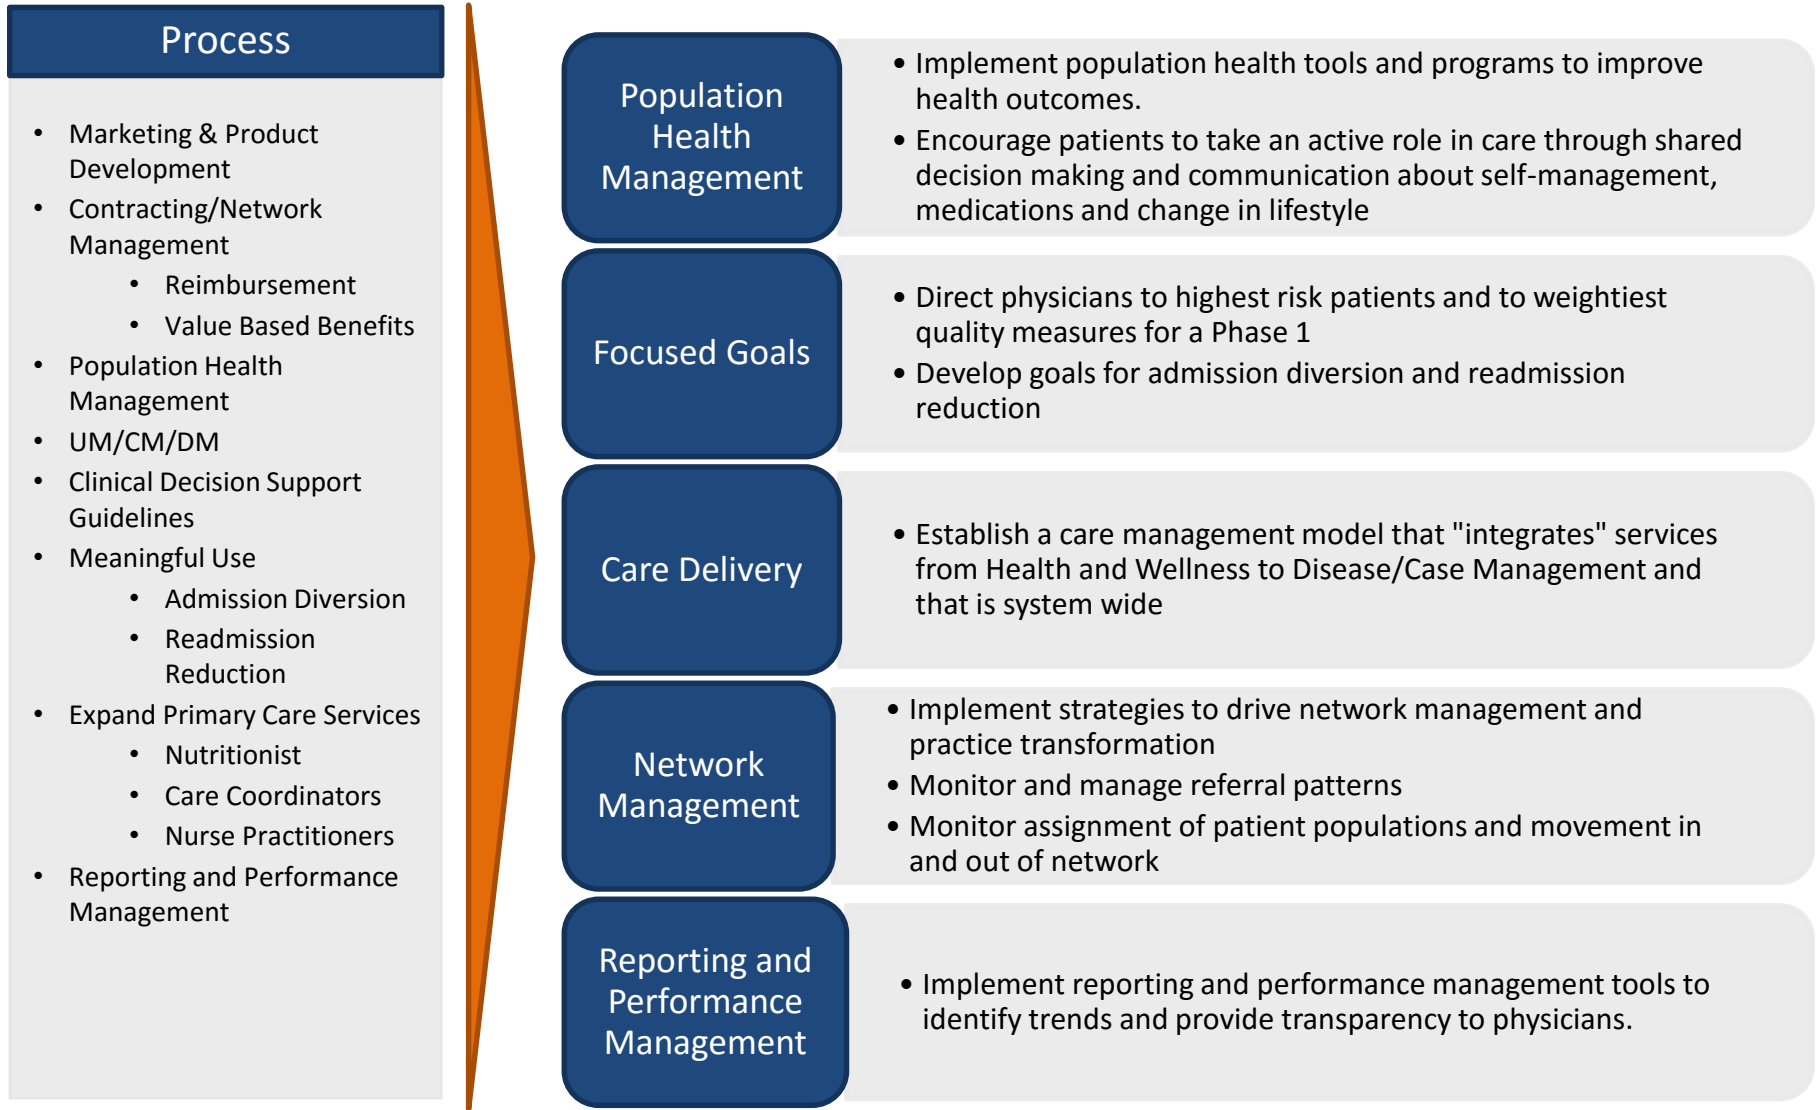 Process
• Marketing & Product
Development
• Contracting/Network
Management
• Reimbursement
• Value Based Benefits
• Population Health
Management
• UM/CM/DM
• Clinical Decision Support
Guidelines
• Meaningful Use
• Admission Diversion
• Readmission
Reduction
• Expand Primary Care Services
• Nutritionist
• Care Coordinators
• Nurse Practitioners
• Reporting and Performance
Management
Population
Health
Management
• Implement population health tools and programs to improve
health outcomes.
• Encourage patients to take an active role in care through shared
decision making and communication about self-management,
medications and change in lifestyle
Focused Goals
• Direct physicians to highest risk patients and to weightiest
quality measures for a Phase 1
• Develop goals for admission diversion and readmission
reduction
Care Delivery
• Establish a care management model that "integrates" services
from Health and Wellness to Disease/Case Management and
that is system wide
Network
Management
• Implement strategies to drive network management and
practice transformation
• Monitor and manage referral patterns
• Monitor assignment of patient populations and movement in
and out of network
Reporting and
Performance
Management
• Implement reporting and performance management tools to
identify trends and provide transparency to physicians.